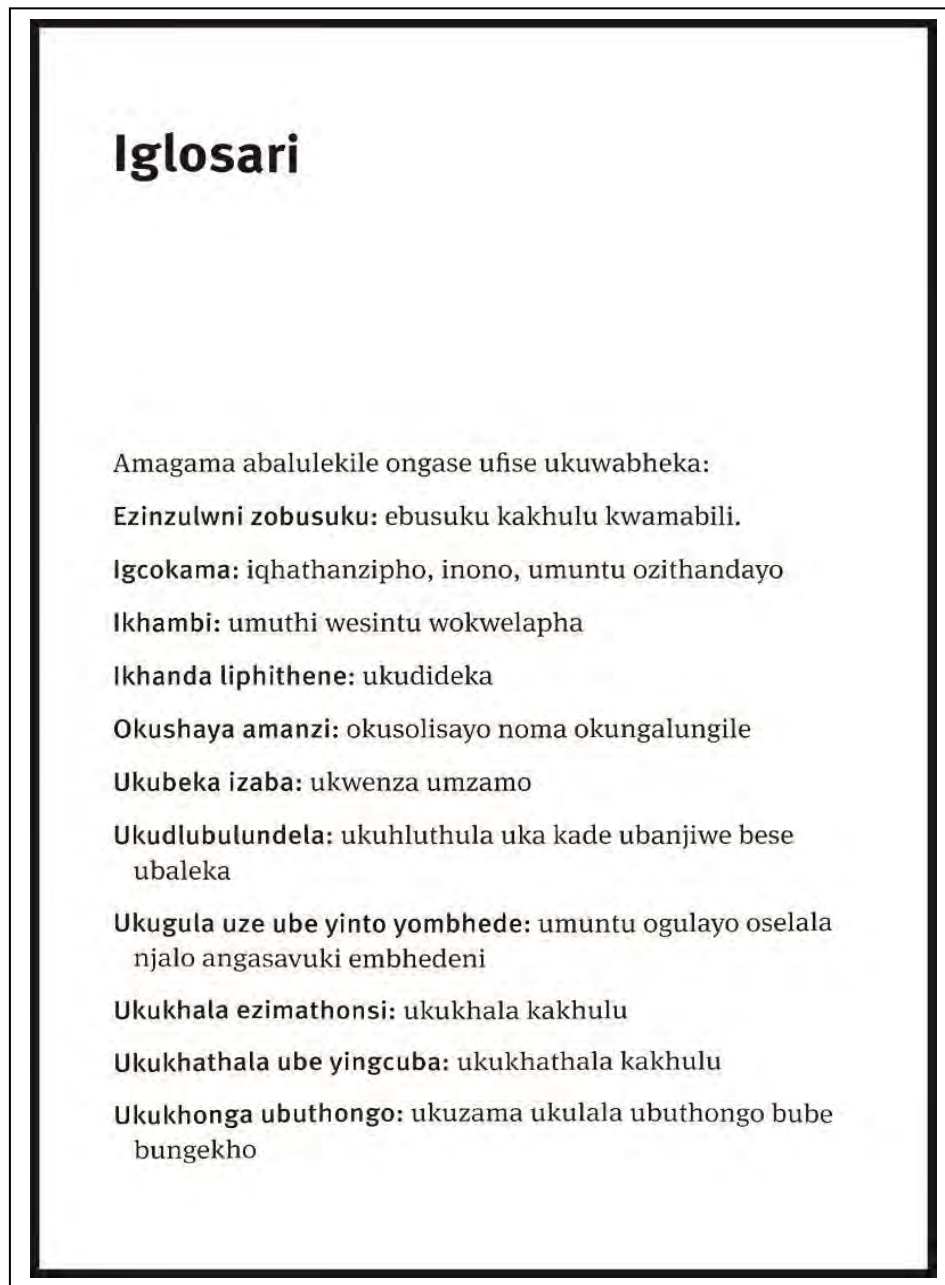 Iglosari
Amagama abalulekile ongase ufise ukuwabheka:
Ezinzulwni zobusuku: ebusuku kakhulu kwamabili.
Igcokama: iqhathanzipho, inono, umuntu ozithandayo
Ikhambi: umuthi wesintu wokwelapha
Ikhanda liphithene: ukudideka
Okushaya amanzi: okusolisayo noma okungalungile
Ukubeka izaba: ukwenza umzamo
Ukudlubulundela: ukuhluthula uka kade ubanjiwe bese
ubaleka
Ukugula uze ube yinto yombhede: umuntu ogulayo oselala
njalo angasavuki embhedeni
Ukukhala ezimathonsi: ukukhala kakhulu
Ukukhathala ube yingcuba: ukukhathala kakhulu
Ukukhonga ubuthongo: ukuzama ukulala ubuthongo bube
bungekho